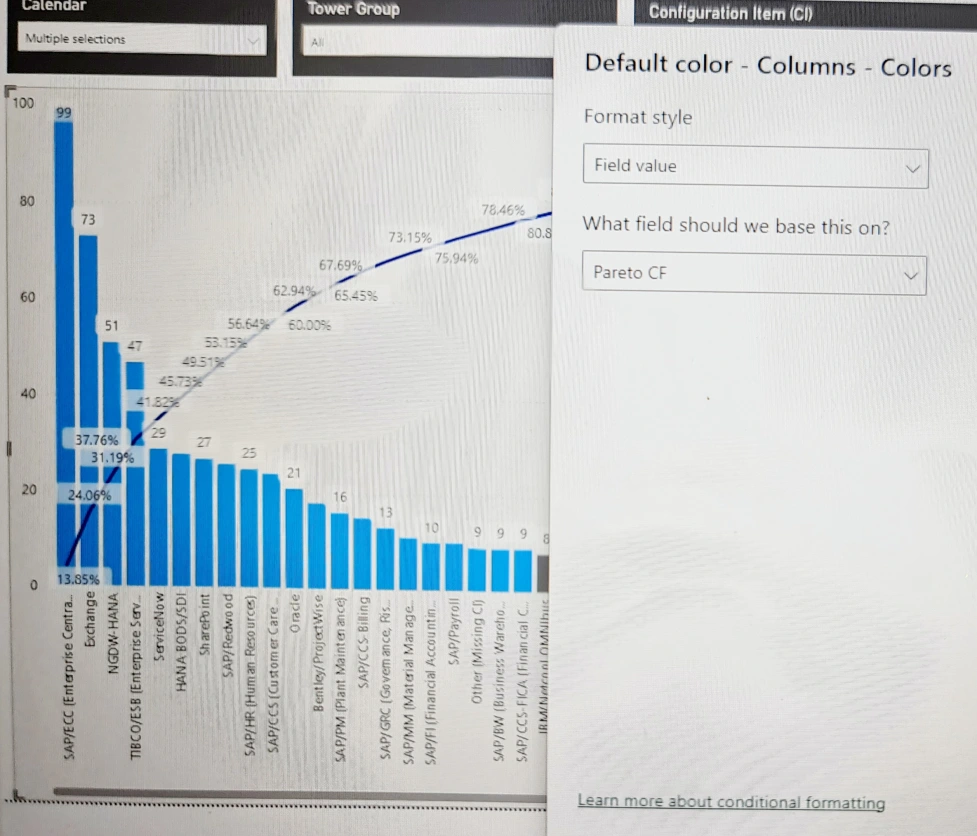 Calendar
Tower Group
Configuration Item (CI)
Multiple selections
All
Default color - Columns - Colors
Format style
Field value
What field should we base this on?
Pareto CF
100
80
60
40
20
0
99
73
51
47
29
27
25
21
16
13
10
9
9
9
8
13.85%
24.06%
31.19%
37.76%
41.82%
45.73%
49.51%
53.15%
56.64%
60.00%
62.94%
65.45%
67.69%
73.15%
75.94%
78.46%
80.8
SAP/ECC (Enterprise Centra...
Exchange
NGDW-HANA
TIBCO/ESB (Enterprise Serv...
ServiceNow
HANA BODS/SDI
SharePoint
SAP/Redwood
SAP/HR (Human Resources)
SAP/CCS (Customer Care ...
Oracle
Bentley/ProjectWise
SAP/PM (Plant Maintenance)
SAP/CCS-Billing
SAP/GRC (Governance, Ris...
SAP/MM (Material Manage...
SAP/FI (Financial Accountin...
SAP/Payroll
Other (Missing CI)
SAP/BW (Business Wareho...
SAP/CCS-FICA (Financial C...
Learn more about conditional formatting